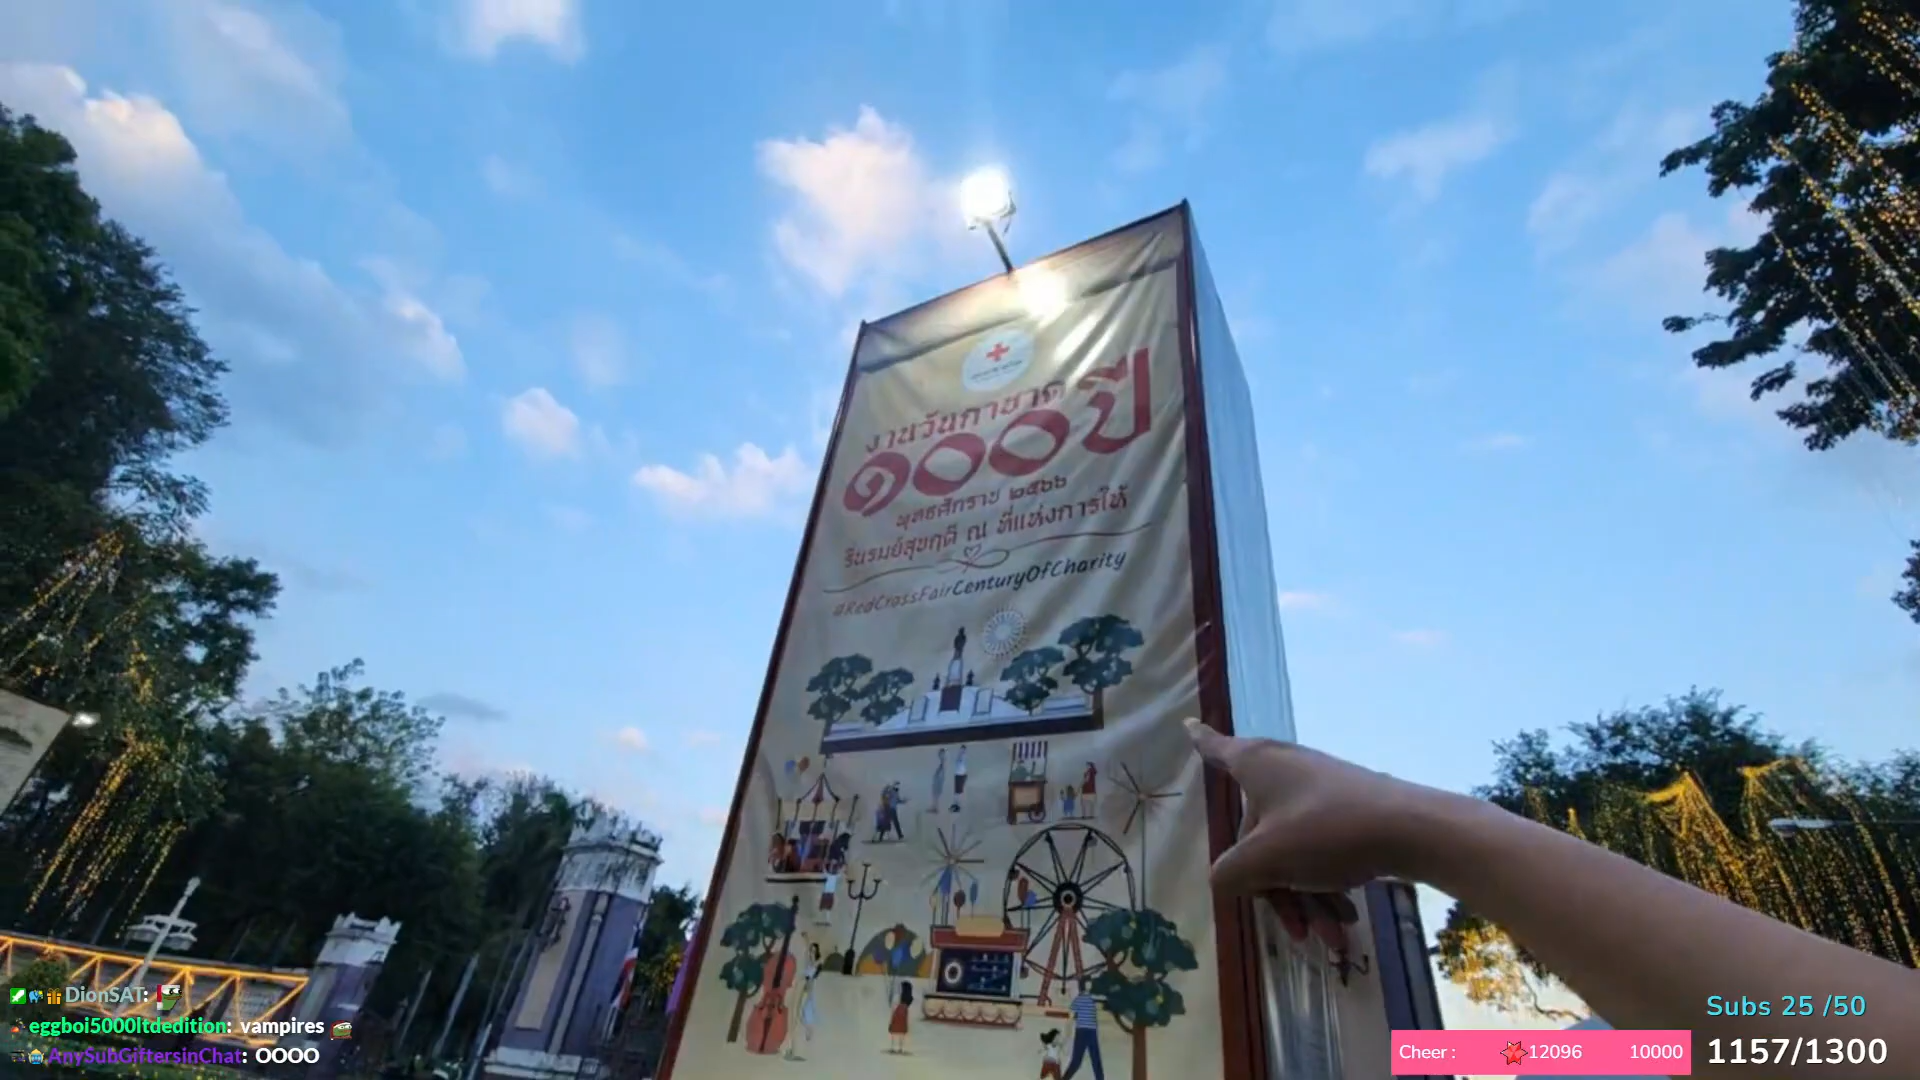 งานวันกาชาด
๑๐๐ปี
พุทธศักราช ๒๕๖๖
รื่นรมย์สุขฤดี ณ ที่แห่งการให้
#RedCrossFairCenturyOfCharity
DionSAT:
eggboi5000ltdedition: vampires
AnySubGiftersinChat: OOOO
Subs 25 /50
Cheer : 12096 10000
1157/1300